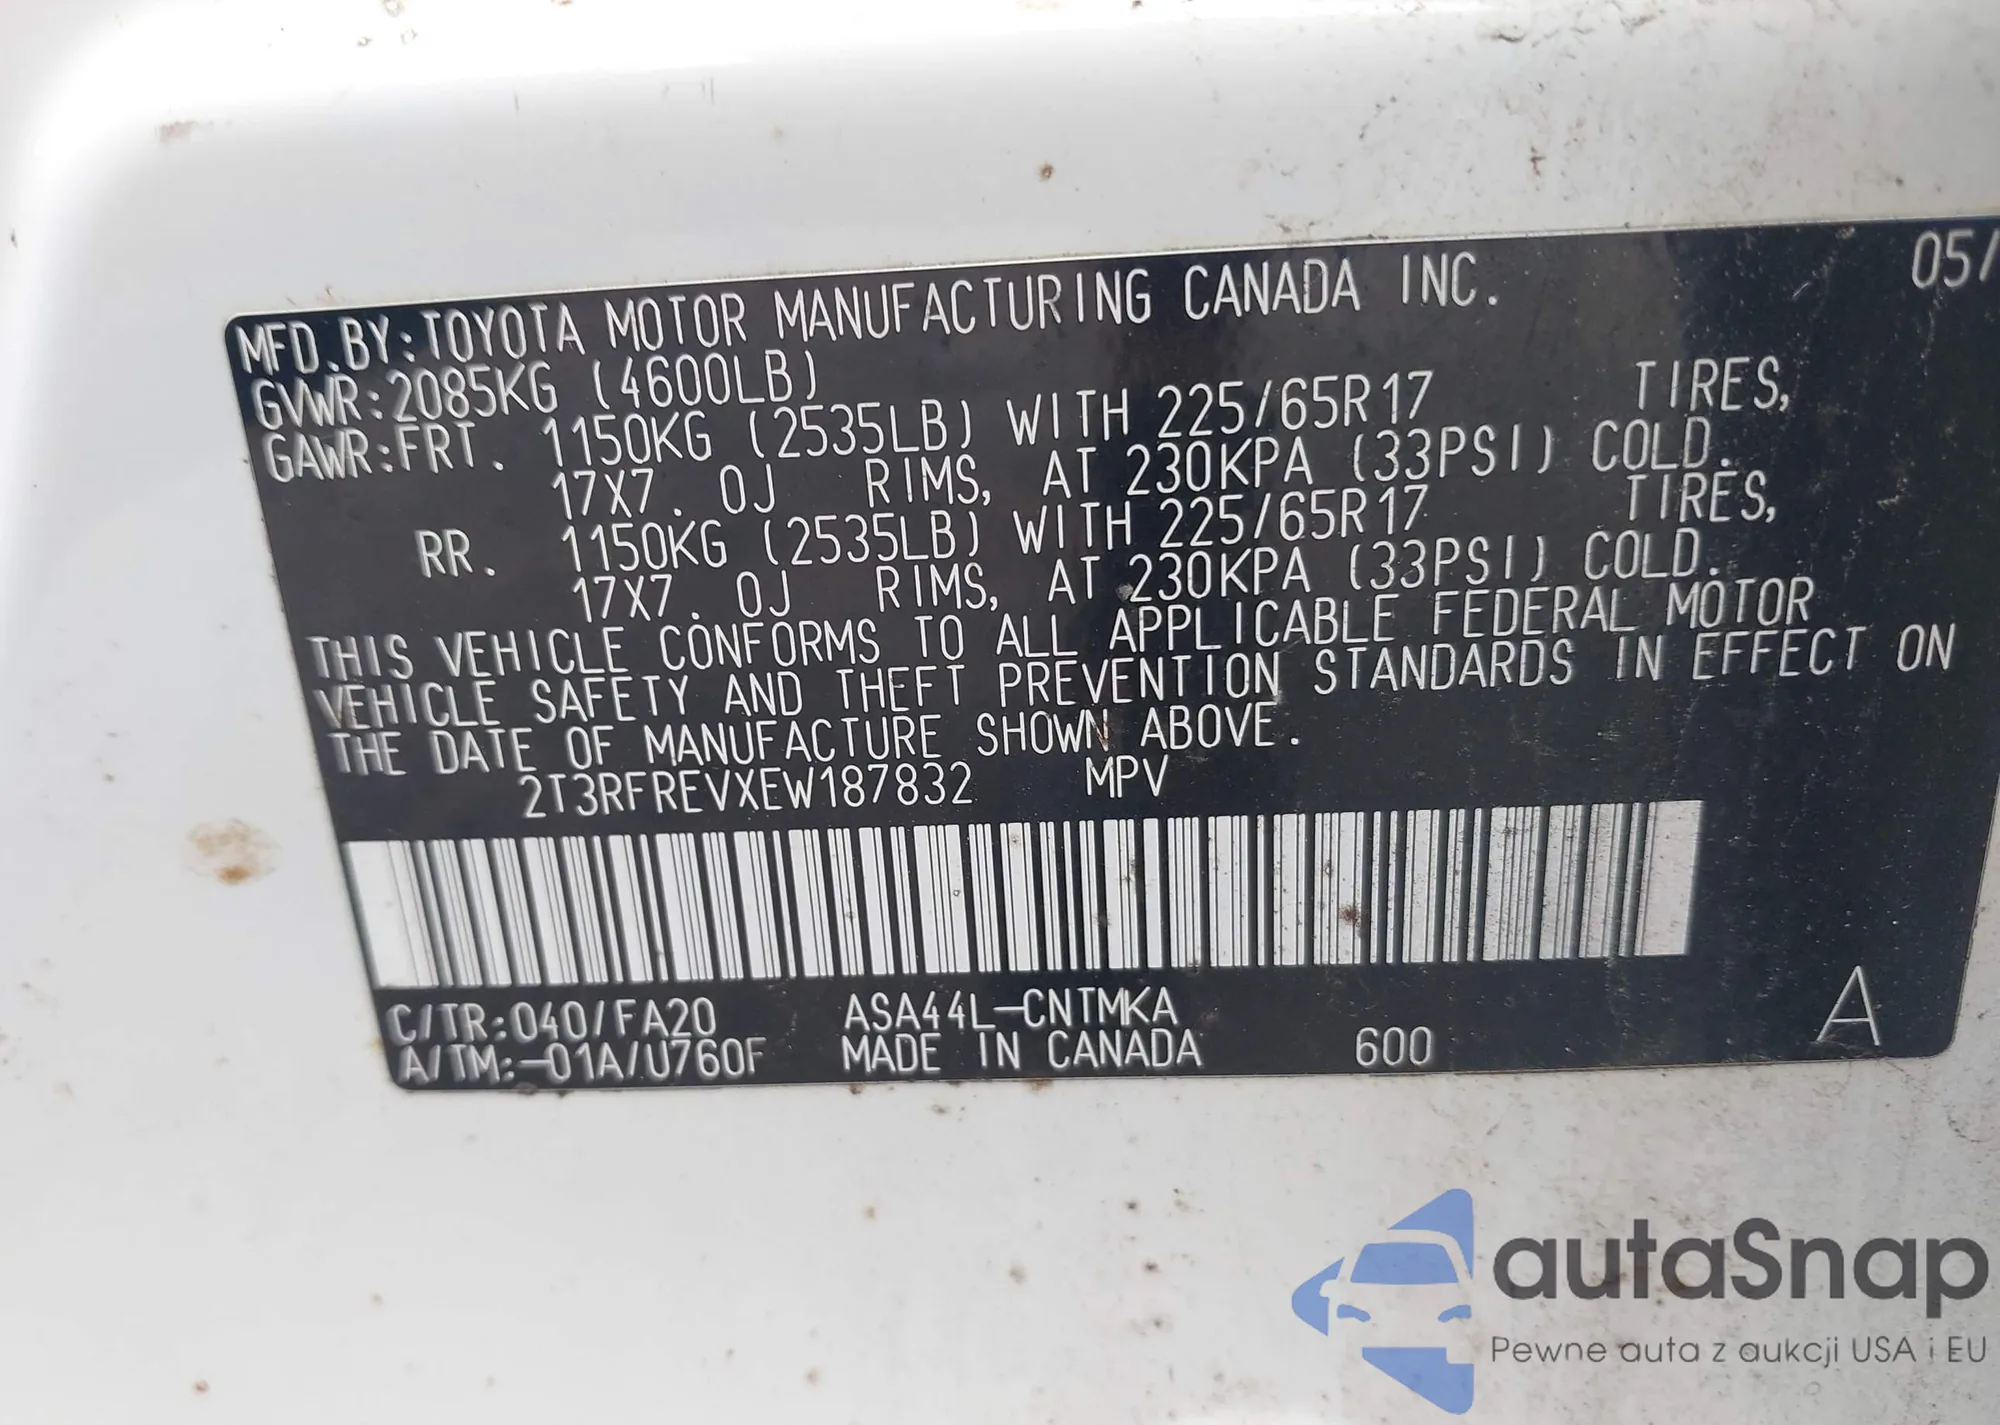 05/
MFD.BY:TOYOTA MOTOR MANUFACTURING CANADA INC.
GVWR:2085KG (4600LB)
GAWR:FRT. 1150KG (2535LB) WITH 225/65R17 TIRES,
17X7.0J RIMS, AT 230KPA (33PSI) COLD.
RR. 1150KG (2535LB) WITH 225/65R17 TIRES,
17X7.0J RIMS, AT 230KPA (33PSI) COLD.
THIS VEHICLE CONFORMS TO ALL APPLICABLE FEDERAL MOTOR
VEHICLE SAFETY AND THEFT PREVENTION STANDARDS IN EFFECT ON
THE DATE OF MANUFACTURE SHOWN ABOVE.
2T3RFREVXEW187832 MPV
C/TR:040/FA20 ASA44L-CNTMKA
A/TM:-01A/U760F MADE IN CANADA 600 A
autaSnap
Pewne auta z aukcji USA i EU